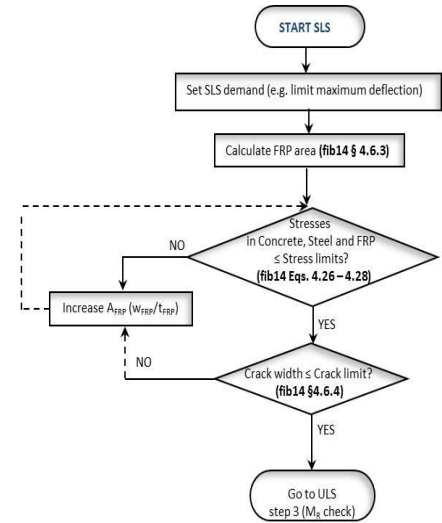 START SLS
Set SLS demand (e.g. limit maximum deflection)
Calculate FRP area (fib14 § 4.6.3)
Stresses
in Concrete, Steel and FRP
≤ Stress limits?
(fib14 Eqs. 4.26 – 4.28)
NO
Increase AFRP (wFRP/tFRP)
YES
NO
Crack width ≤ Crack limit?
(fib14 §4.6.4)
YES
Go to ULS
step 3 (MR check)